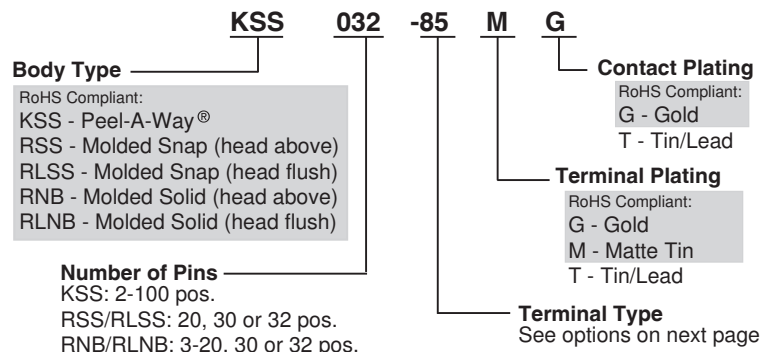 KSS 032 -85 M G
Body Type
RoHS Compliant:
KSS - Peel-A-Way®
RSS - Molded Snap (head above)
RLSS - Molded Snap (head flush)
RNB - Molded Solid (head above)
RLNB - Molded Solid (head flush)
Number of Pins
KSS: 2-100 pos.
RSS/RLSS: 20, 30 or 32 pos.
RNB/RLNB: 3-20, 30 or 32 pos.
Contact Plating
RoHS Compliant:
G - Gold
T - Tin/Lead
Terminal Plating
RoHS Compliant:
G - Gold
M - Matte Tin
T - Tin/Lead
Terminal Type
See options on next page